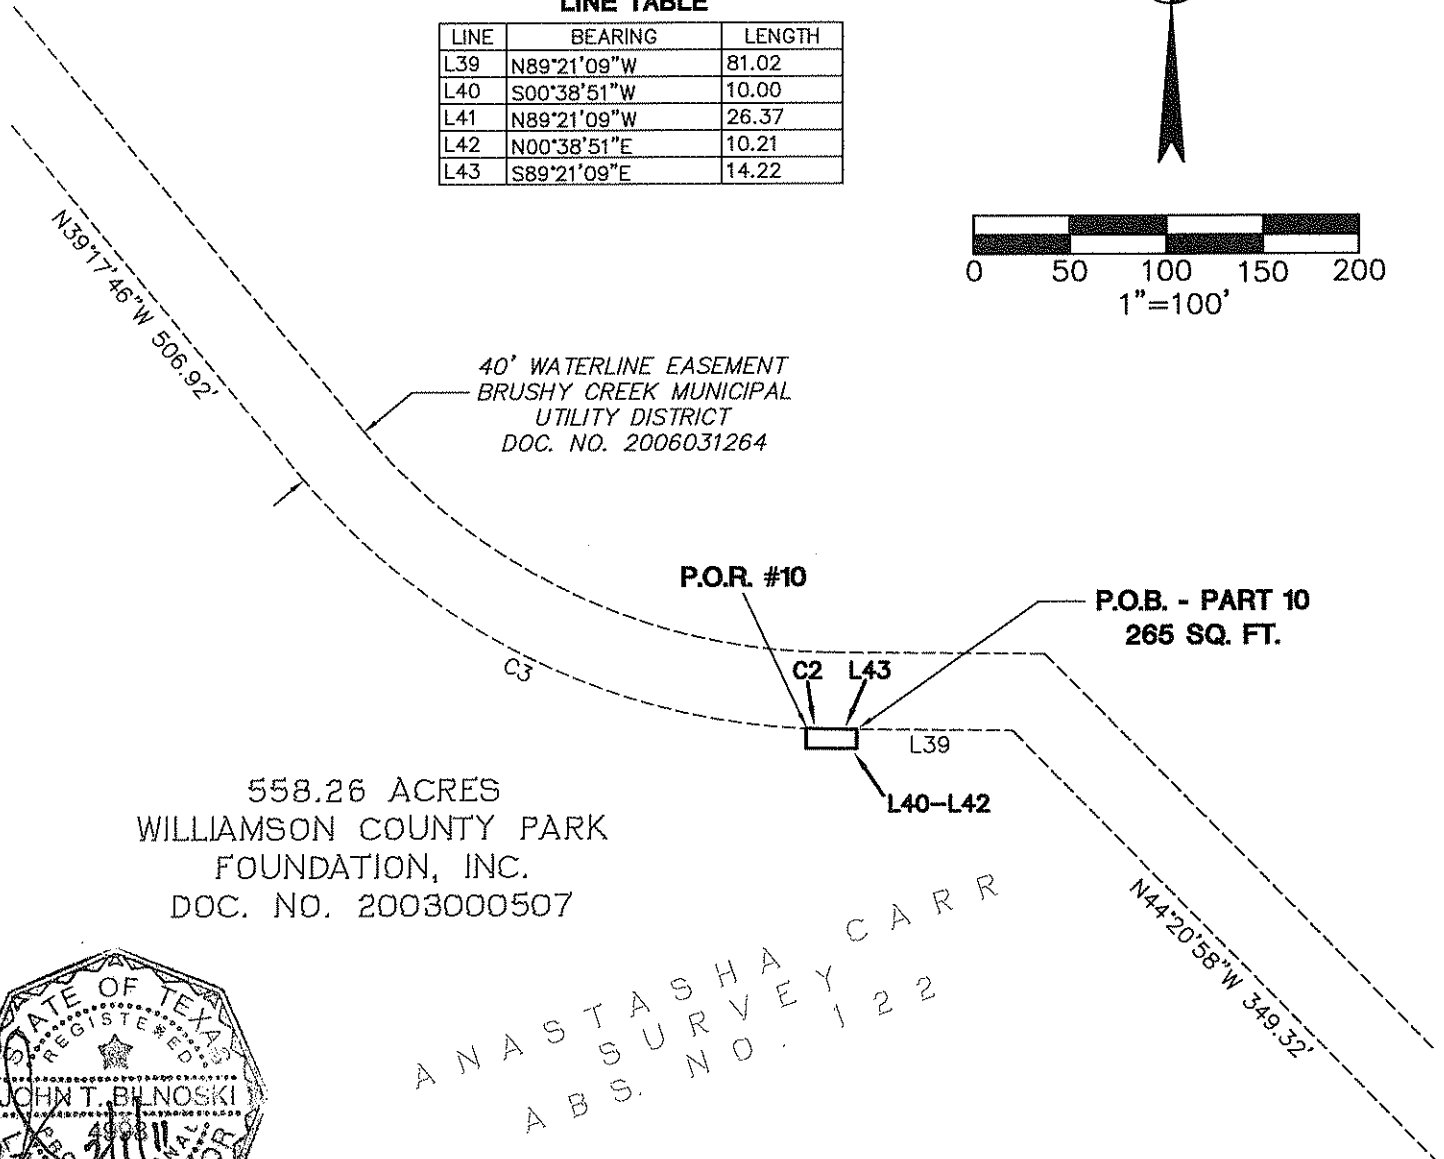 LINE TABLE
LINE BEARING LENGTH
L39 N89°21'09"W 81.02
L40 S00°38'51"W 10.00
L41 N89°21'09"W 26.37
L42 N00°38'51"E 10.21
L43 S89°21'09"E 14.22
0 50 100 150 200
1"=100'
N39°17'46"W 506.92'
40' WATERLINE EASEMENT
BRUSHY CREEK MUNICIPAL
UTILITY DISTRICT
DOC. NO. 2006031264
P.O.R. #10
P.O.B. - PART 10
265 SQ. FT.
C3
C2 L43
L39
L40-L42
558.26 ACRES
WILLIAMSON COUNTY PARK
FOUNDATION, INC.
DOC. NO. 2003000507
N44°20'58"W 349.32'
ANASTASHA CARR
SURVEY
ABS. NO. 122
STATE OF TEXAS
REGISTERED
JOHN T. BILNOSKI
4998